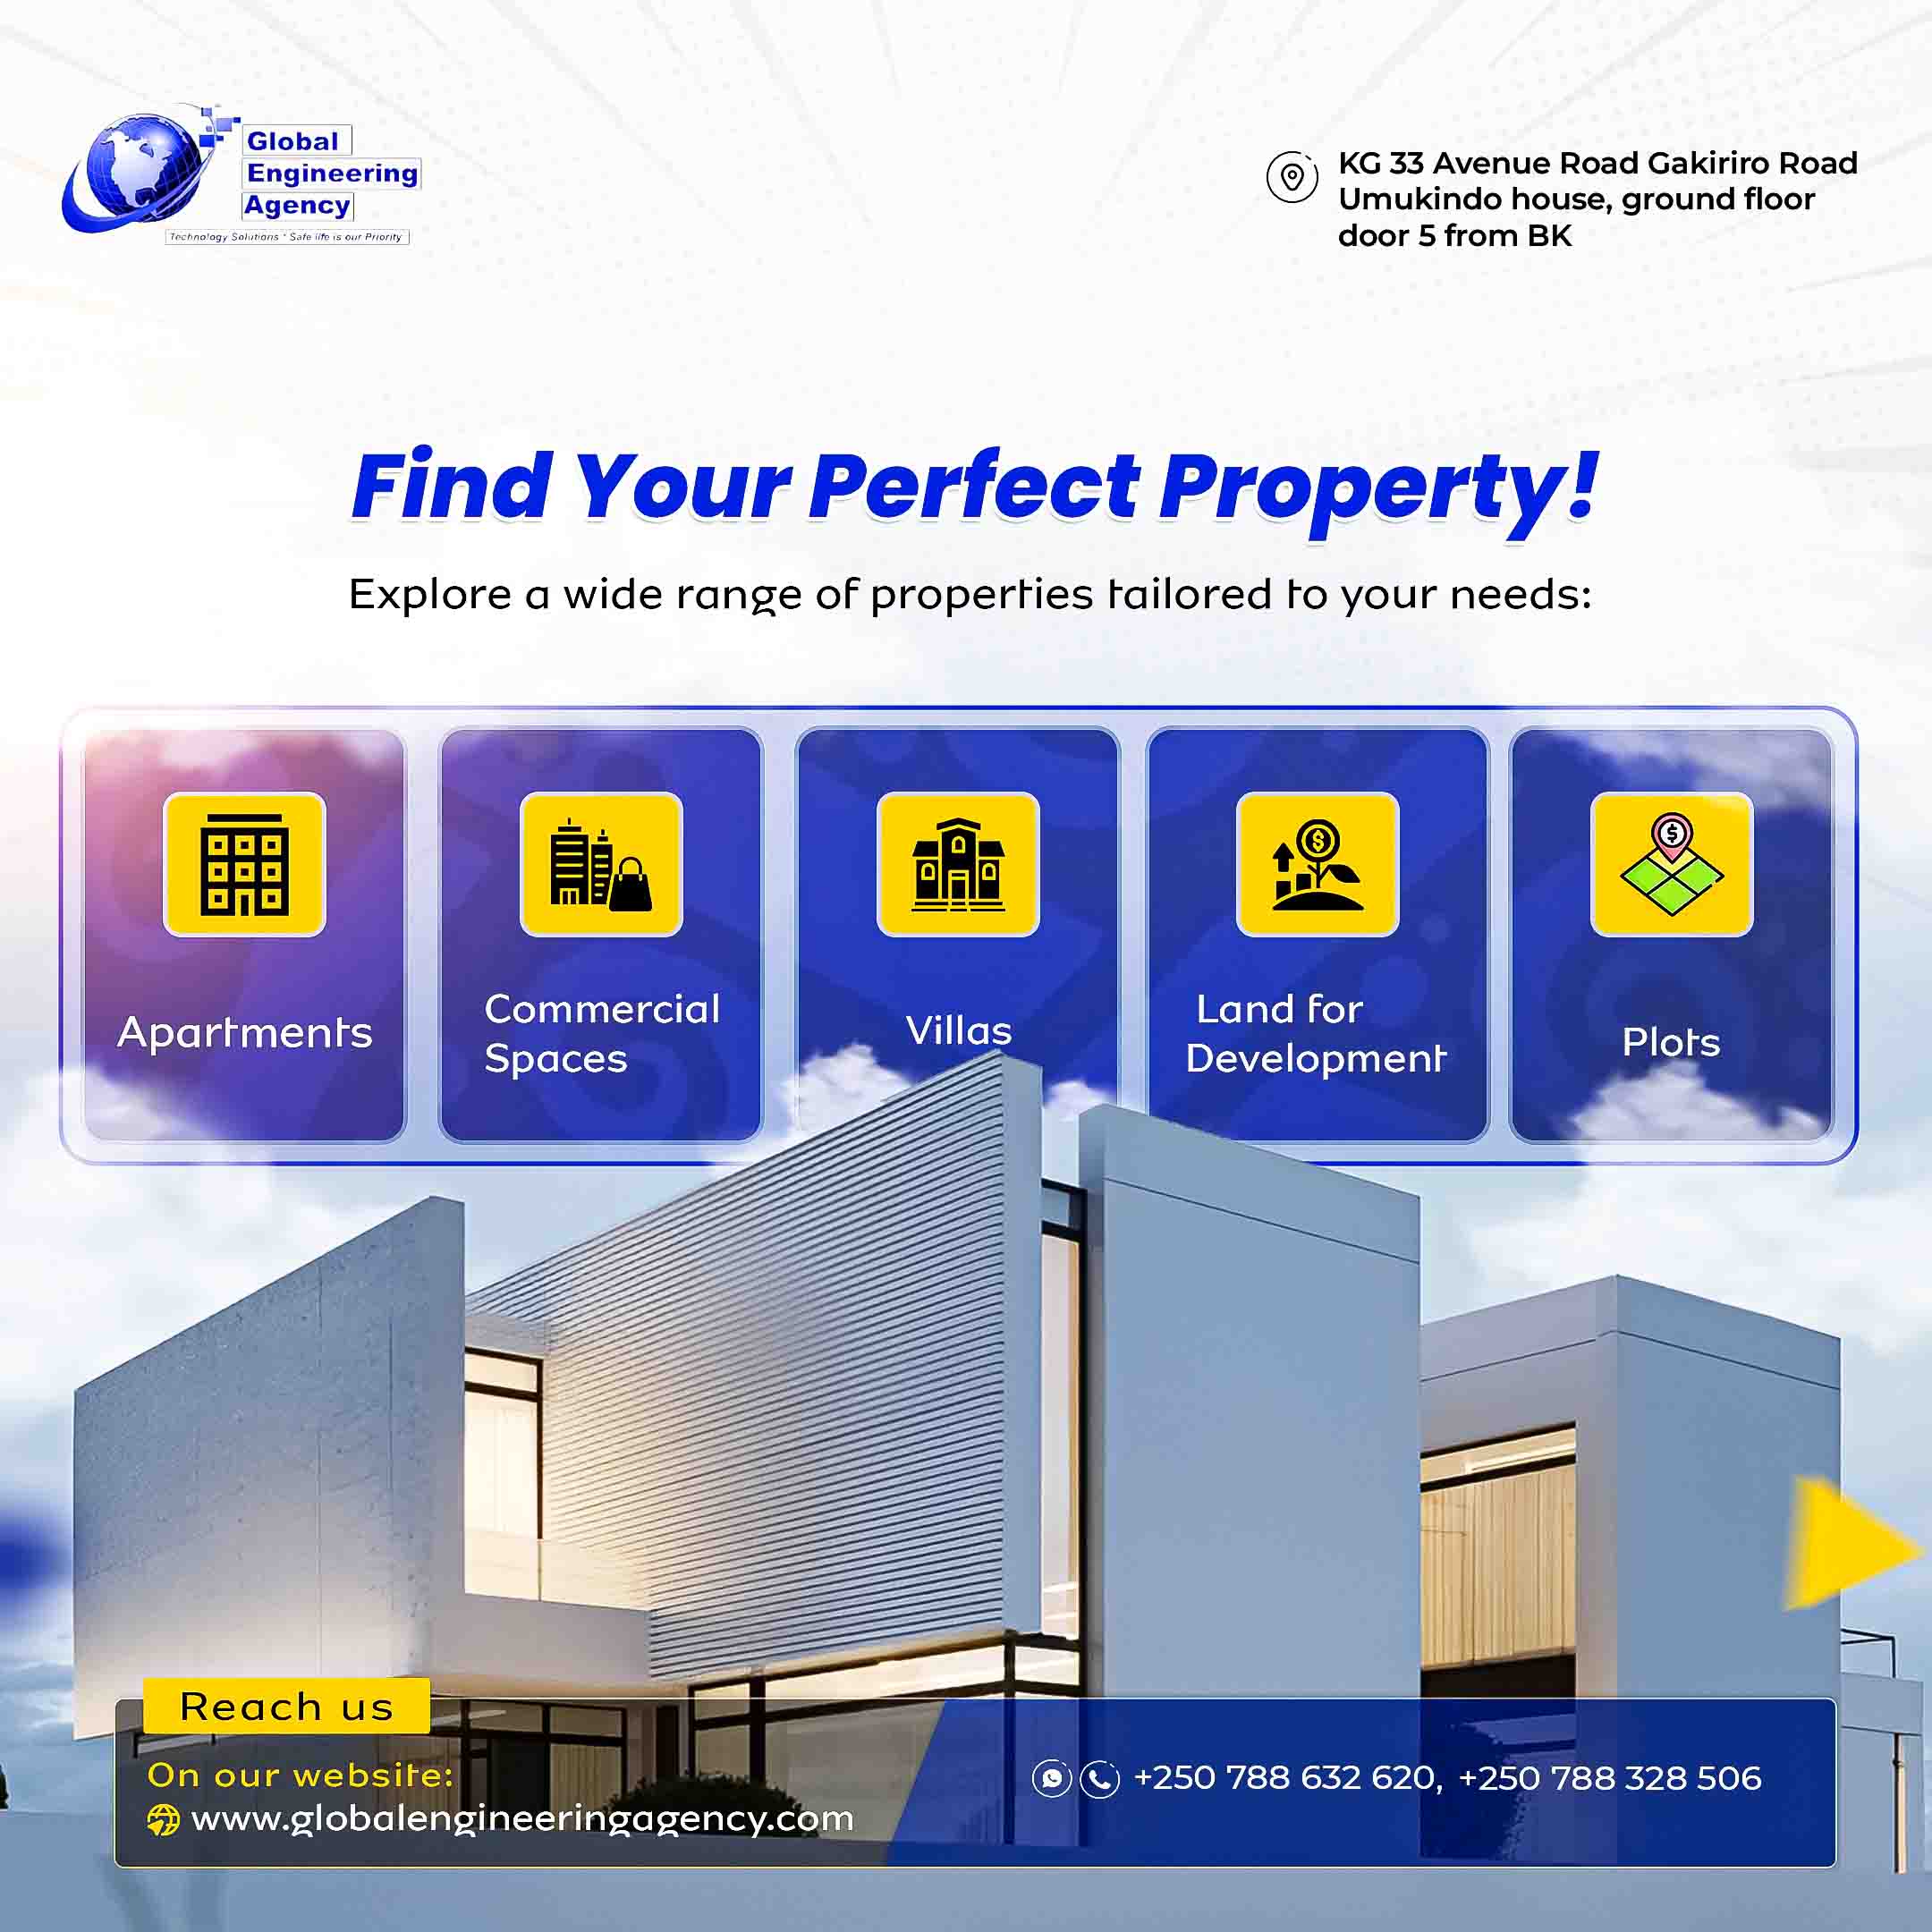 Global
Engineering
Agency
Technology Solutions * Safe life is our Priority
KG 33 Avenue Road Gakiriro Road
Umukindo house, ground floor
door 5 from BK
Find Your Perfect Property!
Explore a wide range of properties tailored to your needs:
Apartments
Commercial
Spaces
Villas
Land for
Development
Plots
Reach us
On our website:
www.globalengineeringagency.com
+250 788 632 620, +250 788 328 506